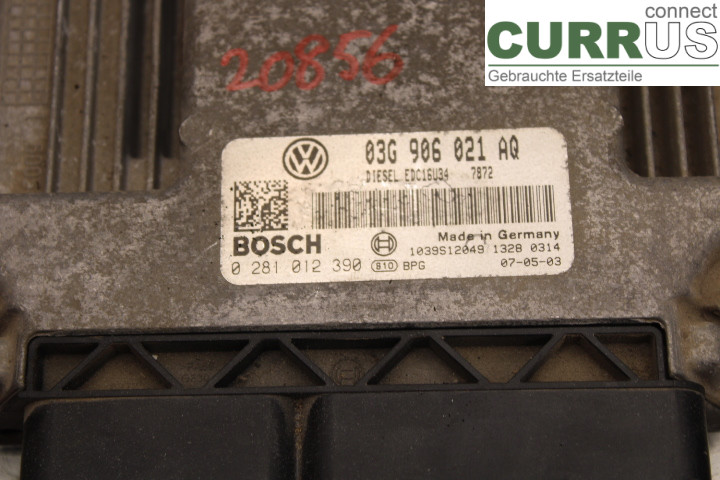 connect
CURRUS
Gebrauchte Ersatzteile
20856
03G 906 021 AQ
DIESEL EDC16U34 7872
BOSCH
Made in Germany
1039S12049 1328 0314
0 281 012 390 B10 BPG 07-05-03